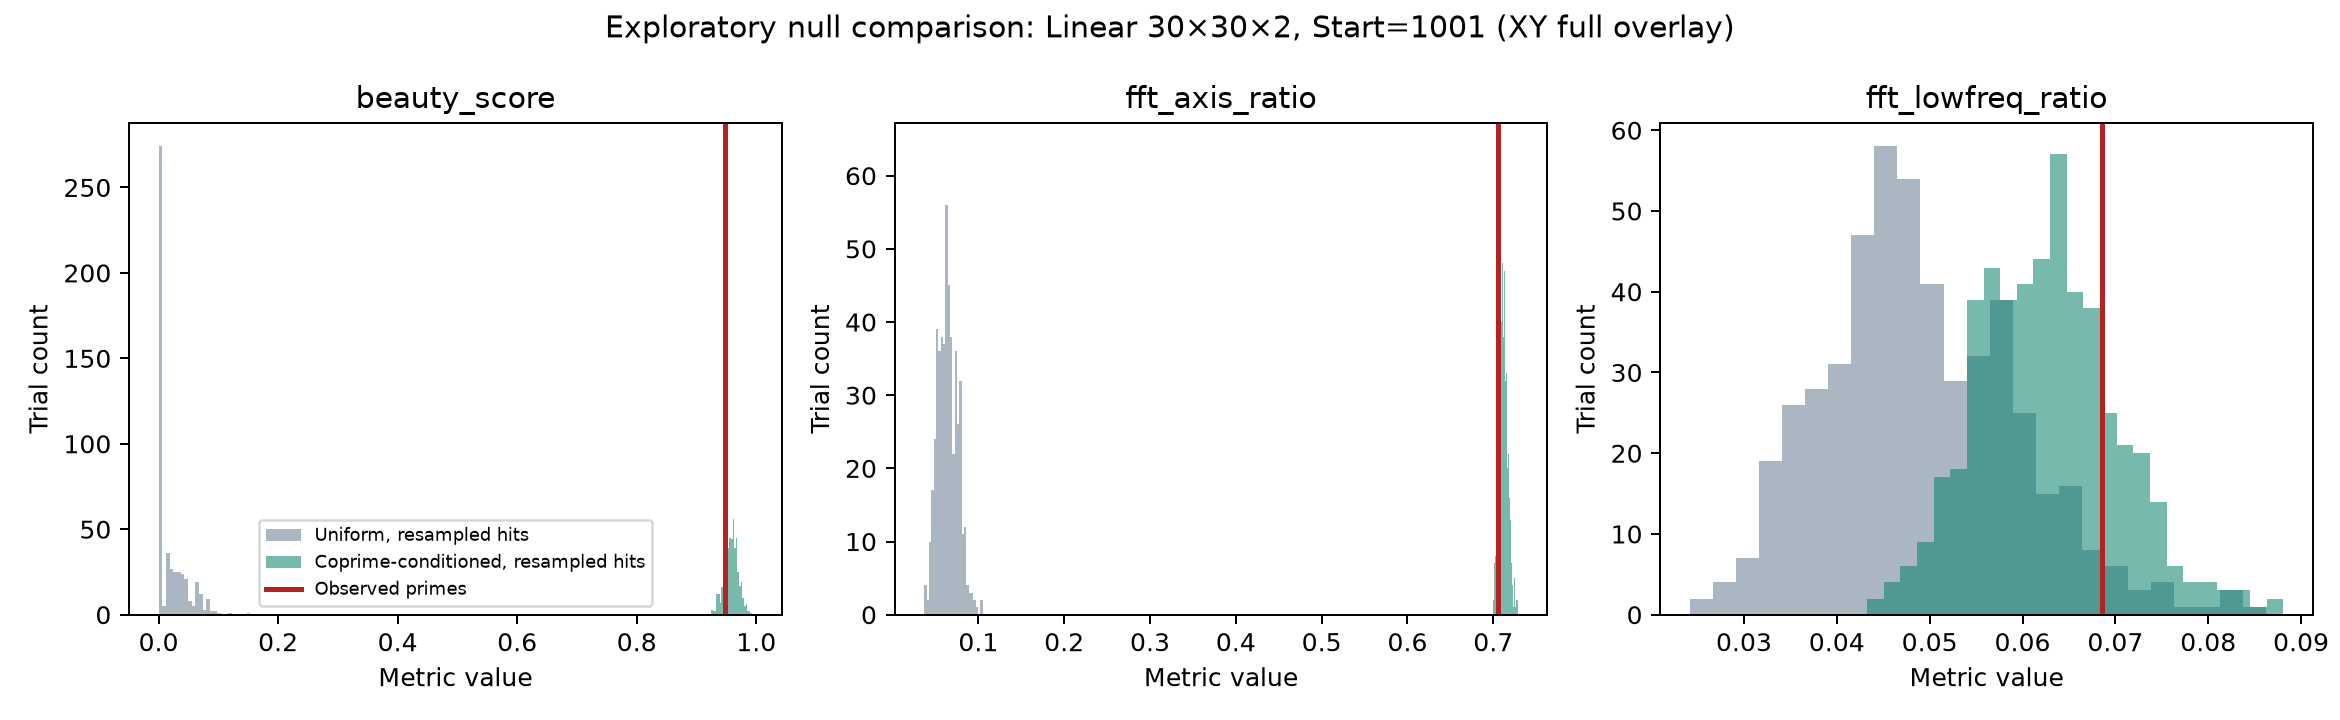 Exploratory null comparison: Linear 30×30×2, Start=1001 (XY full overlay)
beauty_score
Trial count
250
200
150
100
50
0
Uniform, resampled hits
Coprime-conditioned, resampled hits
Observed primes
0.0 0.2 0.4 0.6 0.8 1.0
Metric value
fft_axis_ratio
Trial count
60
50
40
30
20
10
0
0.1 0.2 0.3 0.4 0.5 0.6 0.7
Metric value
fft_lowfreq_ratio
Trial count
60
50
40
30
20
10
0
0.03 0.04 0.05 0.06 0.07 0.08 0.09
Metric value